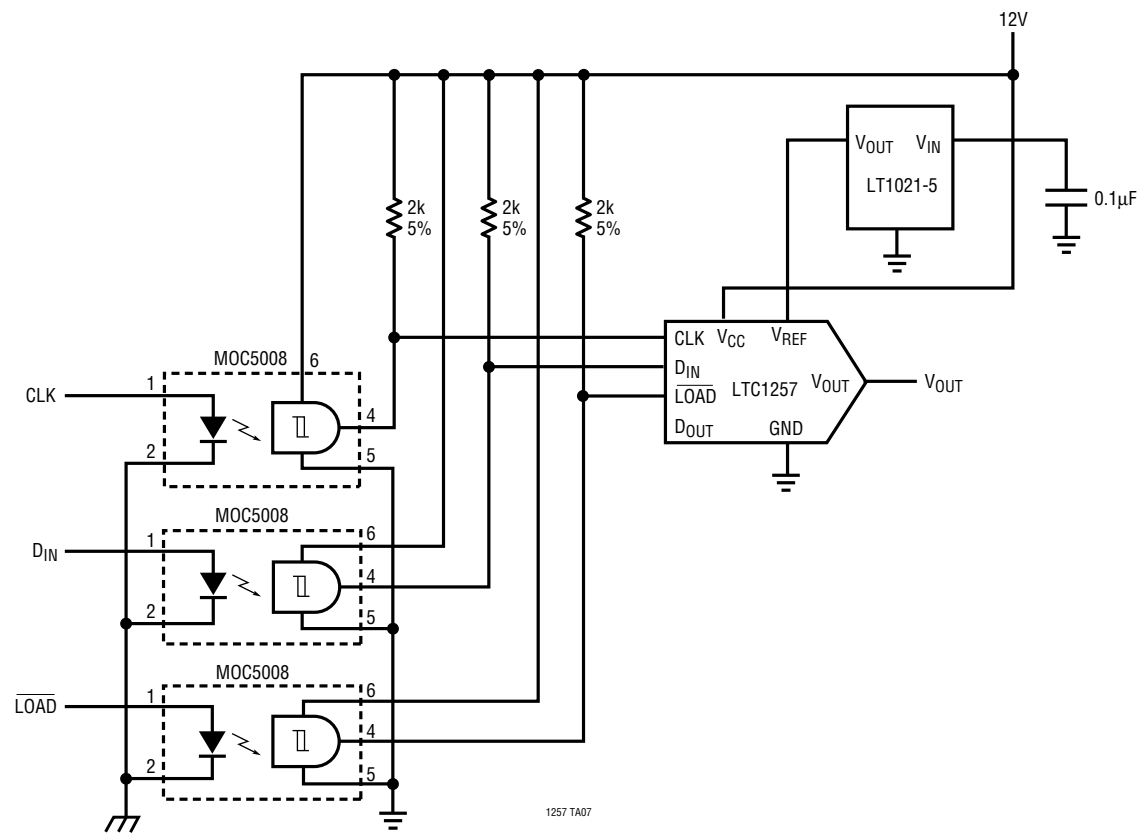 12V
VOUT VIN
LT1021-5
0.1µF
2k
5%
2k
5%
2k
5%
CLK VCC VREF
DIN
LOAD LTC1257 VOUT VOUT
DOUT GND
MOC5008
6
CLK 1
4
2 5
MOC5008
DIN 1 6
4
2 5
MOC5008
LOAD 1 6
4
2 5
1257 TA07